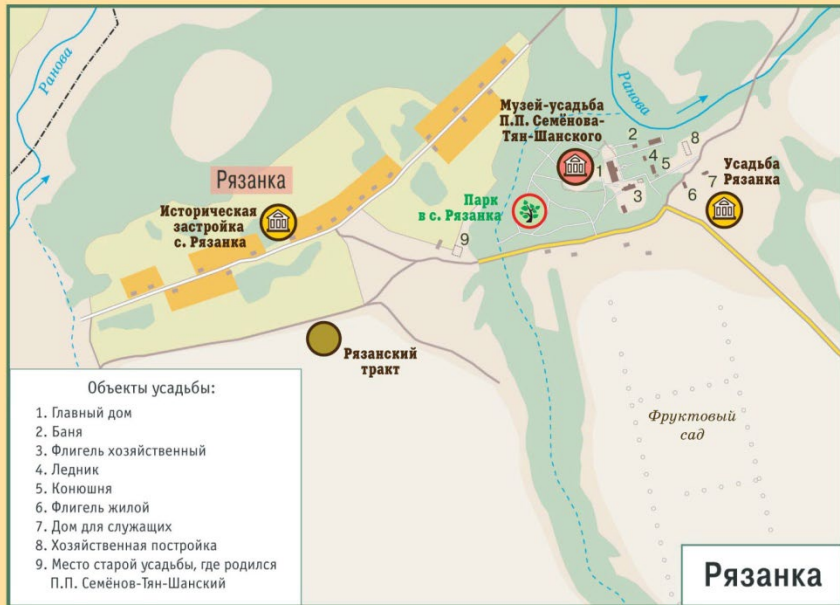 Ранова
Ранова
Музей-усадьба
П.П. Семёнова-
Тян-Шанского
2
8
4
1
5
Рязанка
Парк
в с. Рязанка
3
7
6
Усадьба
Рязанка
Историческая
застройка
с. Рязанка
9
Рязанский
тракт
Фруктовый
сад
Объекты усадьбы:
1. Главный дом
2. Баня
3. Флигель хозяйственный
4. Ледник
5. Конюшня
6. Флигель жилой
7. Дом для служащих
8. Хозяйственная постройка
9. Место старой усадьбы, где родился
П.П. Семёнов-Тян-Шанский
Рязанка